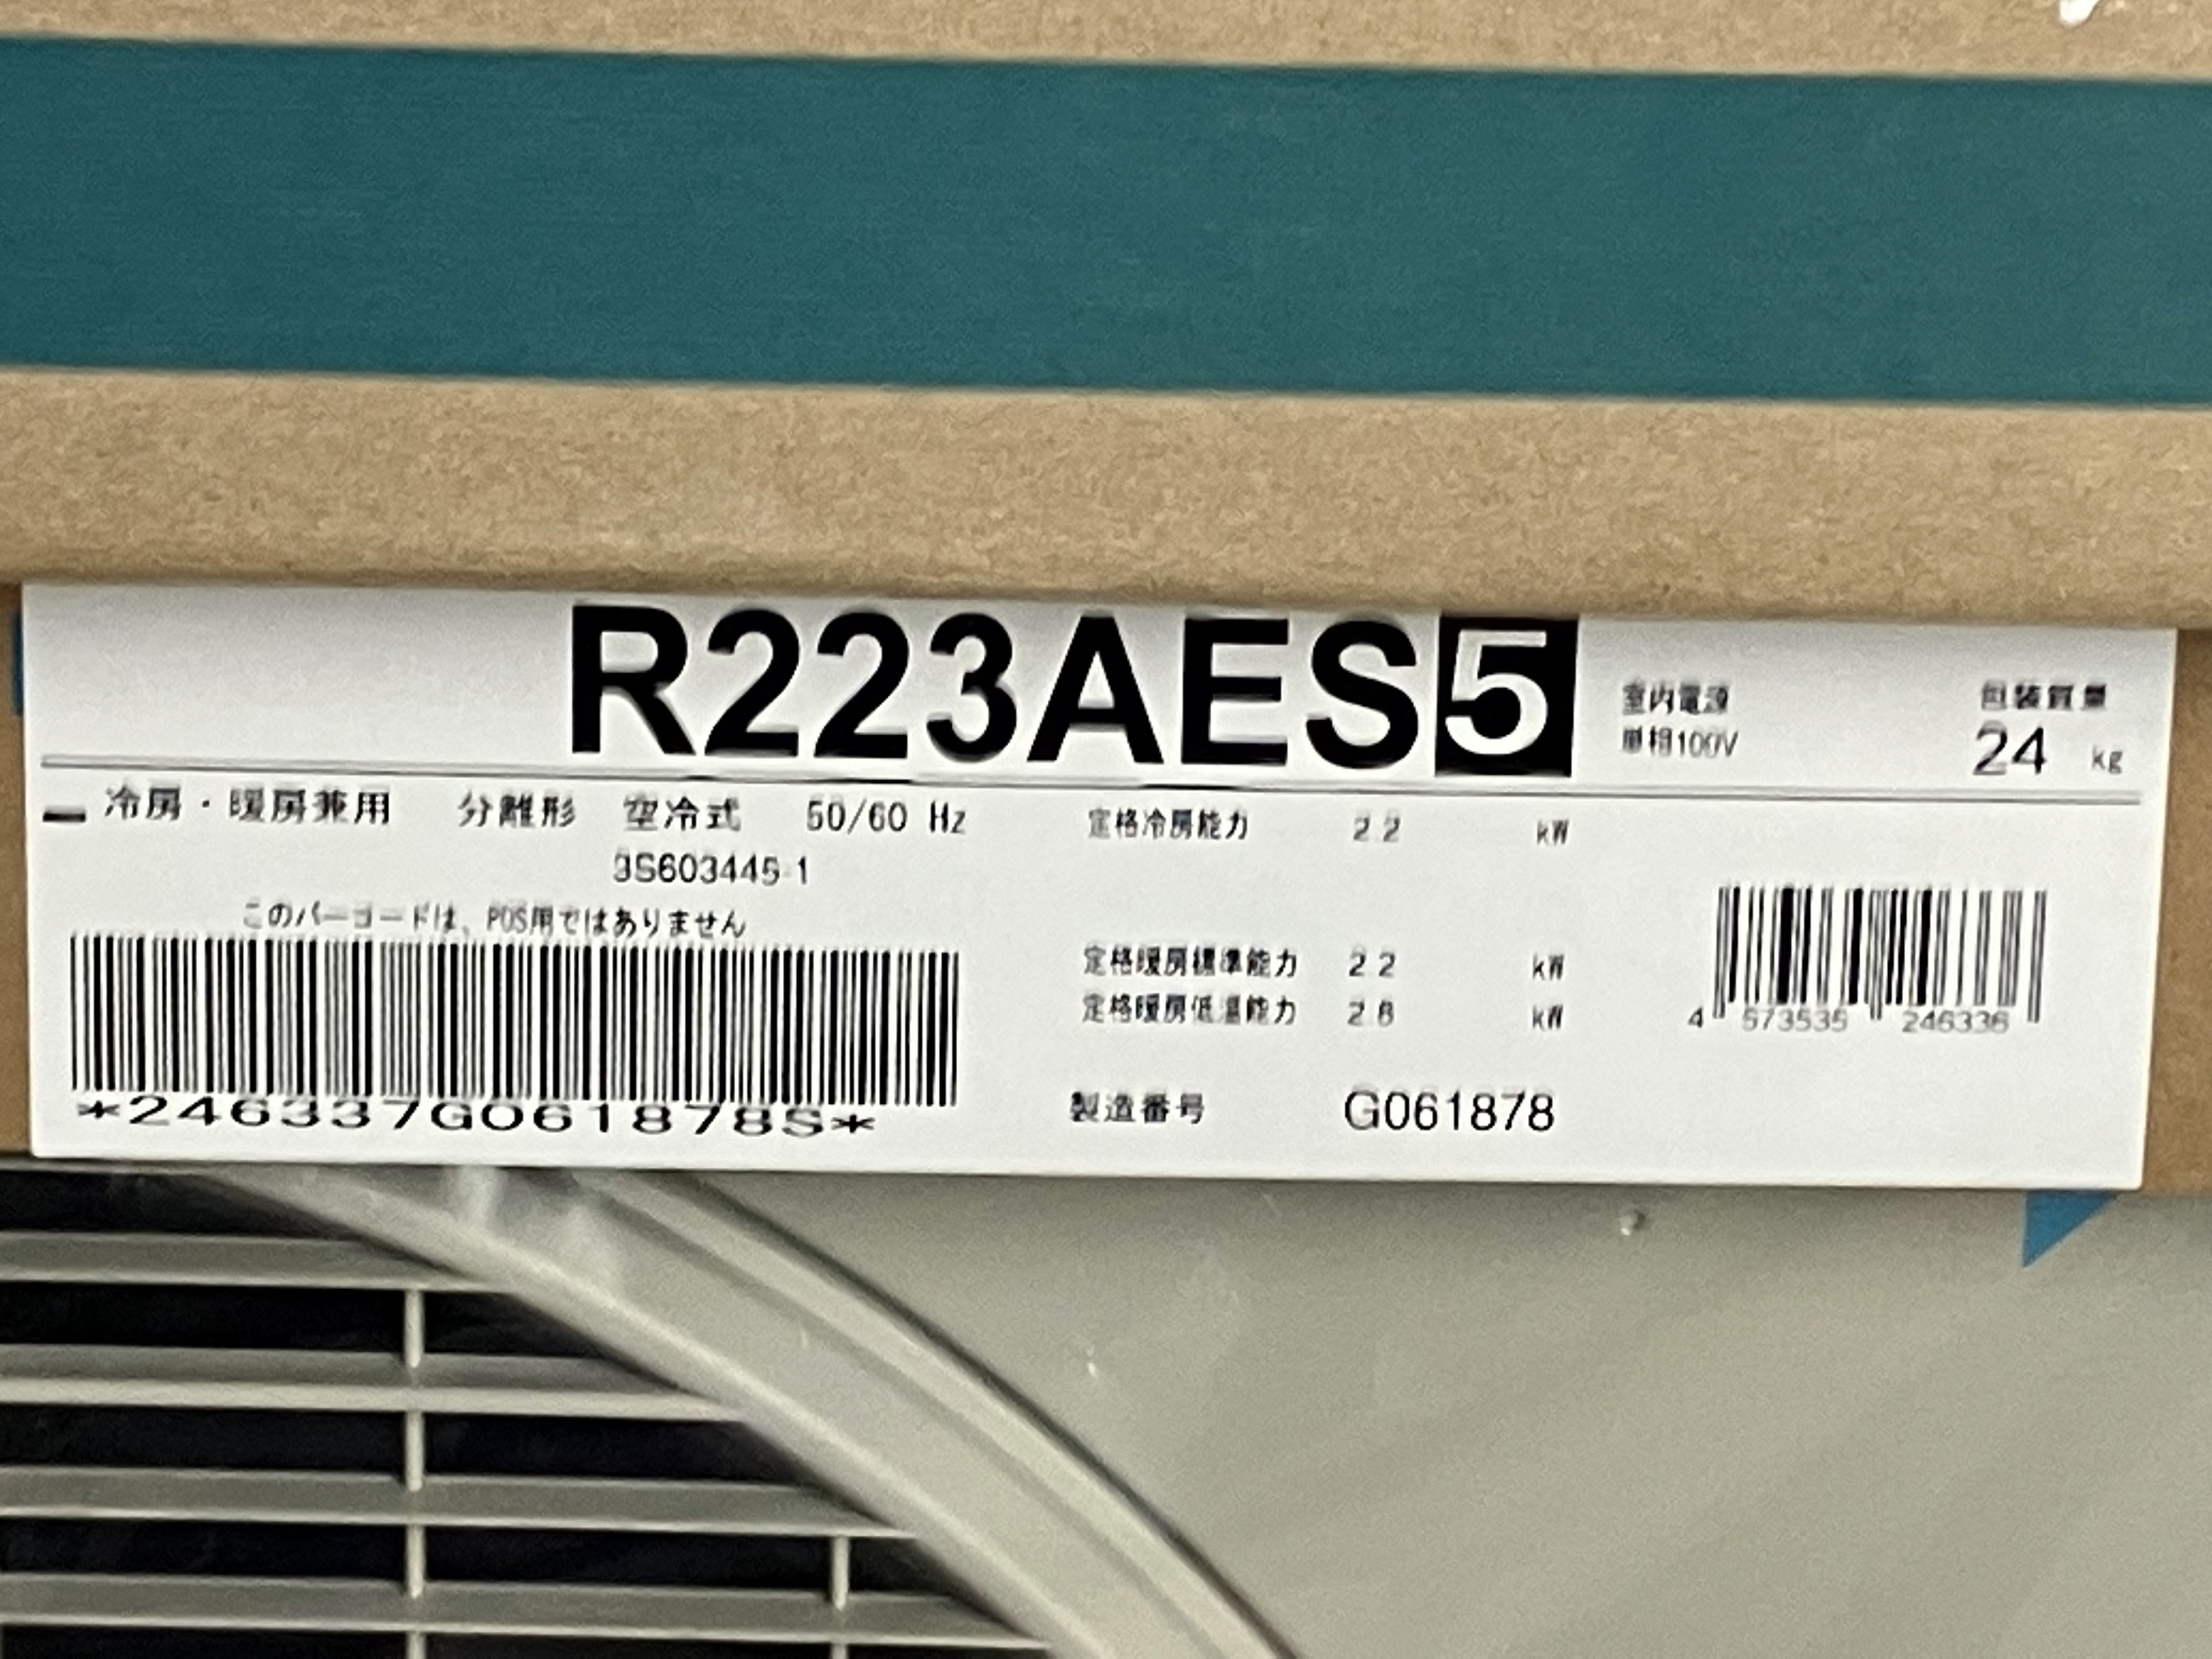 R223AES5
室内電源
単相100V
包装質量
24 kg
冷房・暖房兼用 分離形 空冷式 50/60 Hz
3S603445-1
このバーコードは、POS用ではありません
*246337G061878S*
定格冷房能力 2.2 kW
定格暖房標準能力 2.2 kW
定格暖房低温能力 kW
製造番号 G061878
4 573535 246336